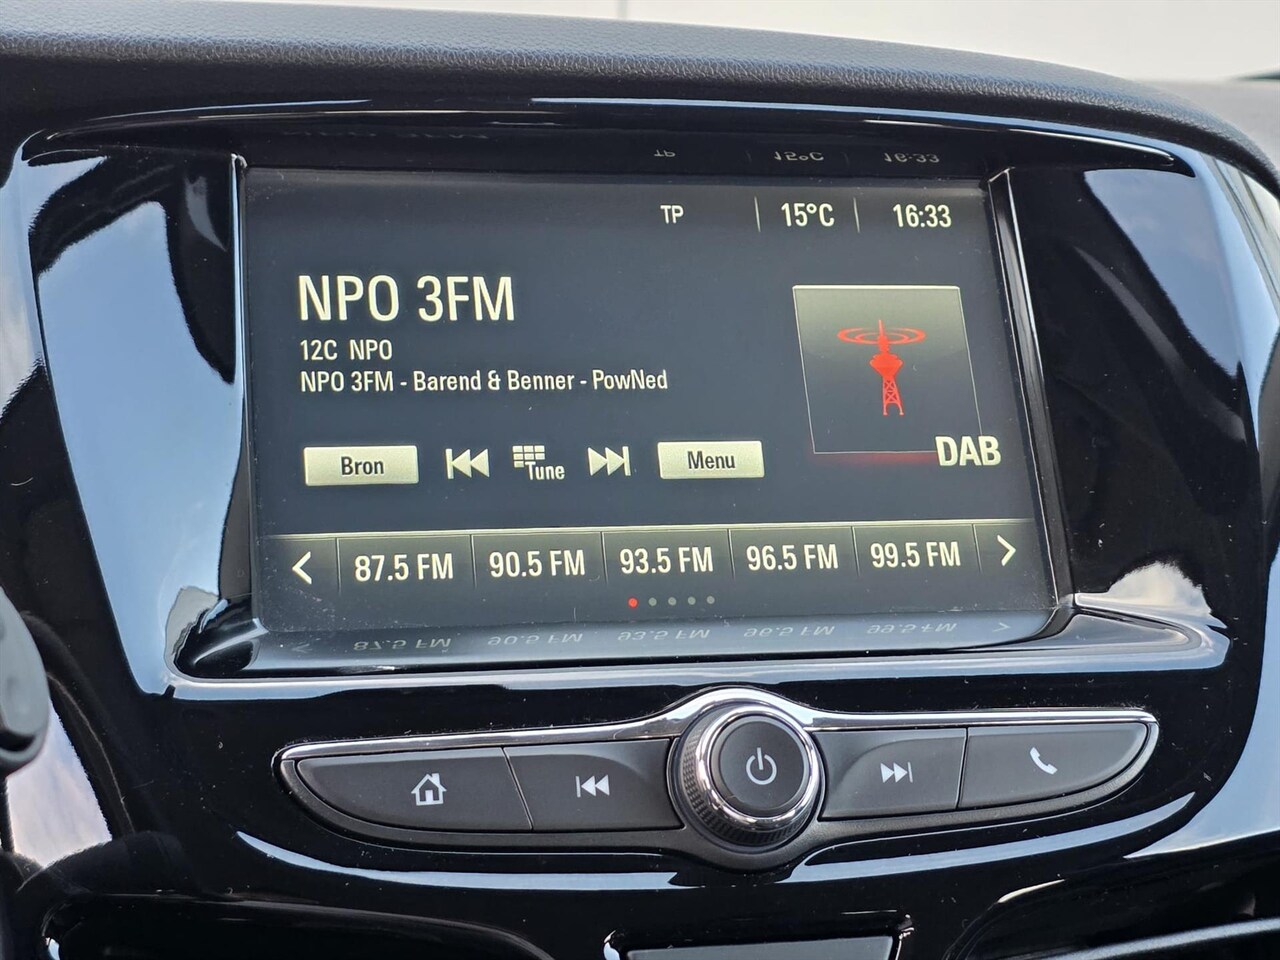 TP 15°C 16:33
NPO 3FM
12C NPO
NPO 3FM - Barend & Benner - PowNed
DAB
Bron Tune Menu
87.5 FM 90.5 FM 93.5 FM 96.5 FM 99.5 FM